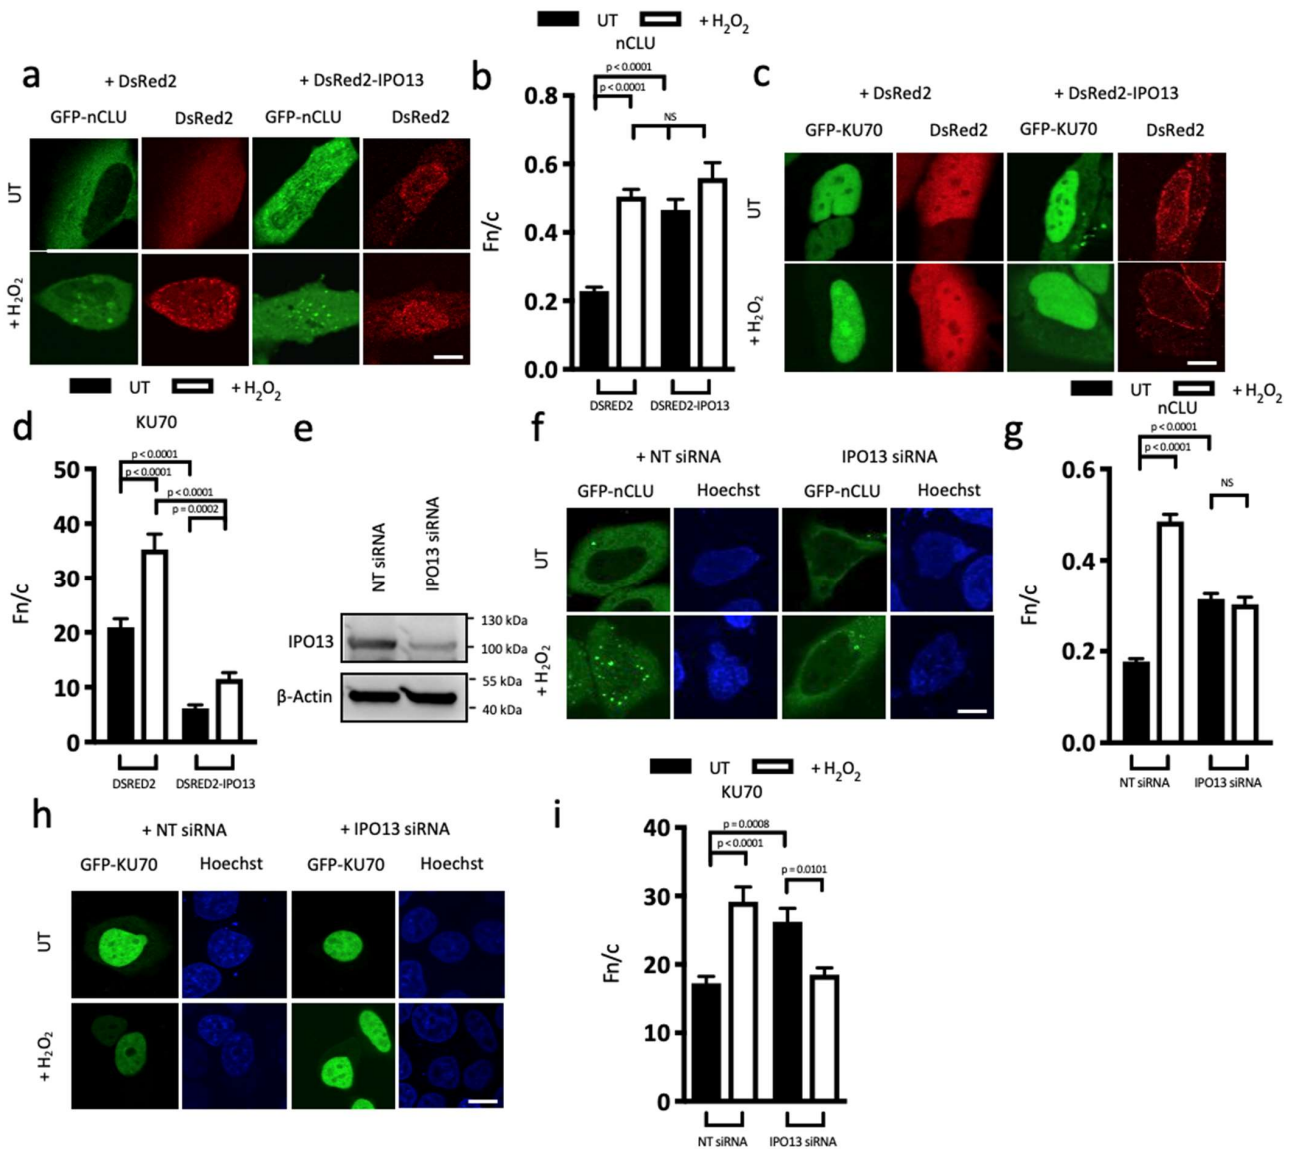 UT + H₂O₂
a
+ DsRed2 + DsRed2-IPO13
GFP-nCLU DsRed2 GFP-nCLU DsRed2
UT
+ H₂O₂
UT + H₂O₂
b
nCLU
p < 0.0001
p < 0.0001
NS
Fn/c
0.8
0.6
0.4
0.2
0.0
DSRED2 DSRED2-IPO13
c
+ DsRed2 + DsRed2-IPO13
GFP-KU70 DsRed2 GFP-KU70 DsRed2
UT
+ H₂O₂
UT + H₂O₂
d
KU70
p < 0.0001
p < 0.0001
p < 0.0001
p = 0.0002
Fn/c
50
40
30
20
10
0
DSRED2 DSRED2-IPO13
e
NT siRNA
IPO13 siRNA
IPO13
130 kDa
100 kDa
β-Actin
55 kDa
40 kDa
f
+ NT siRNA IPO13 siRNA
GFP-nCLU Hoechst GFP-nCLU Hoechst
UT
+ H₂O₂
g
nCLU
p < 0.0001
p < 0.0001
NS
Fn/c
0.6
0.4
0.2
0.0
NT siRNA IPO13 siRNA
h
+ NT siRNA + IPO13 siRNA
GFP-KU70 Hoechst GFP-KU70 Hoechst
UT
+ H₂O₂
UT + H₂O₂
i
KU70
p = 0.0008
p < 0.0001
p = 0.0101
Fn/c
40
30
20
10
0
NT siRNA IPO13 siRNA